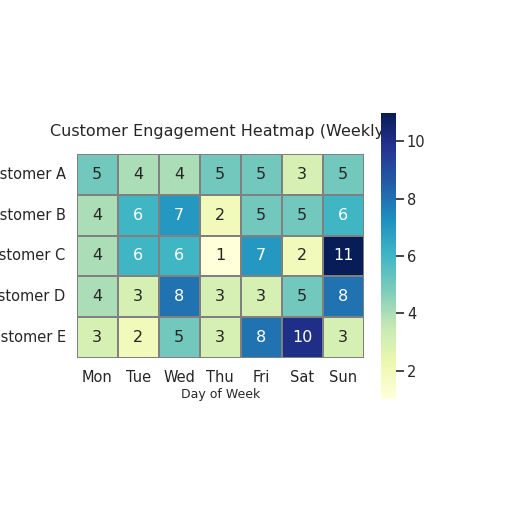 Customer Engagement Heatmap (Weekly
stomer A 5 4 4 5 5 3 5
stomer B 4 6 7 2 5 5 6
stomer C 4 6 6 1 7 2 11
stomer D 4 3 8 3 3 5 8
stomer E 3 2 5 3 8 10 3
Mon Tue Wed Thu Fri Sat Sun
Day of Week
10
8
6
4
2